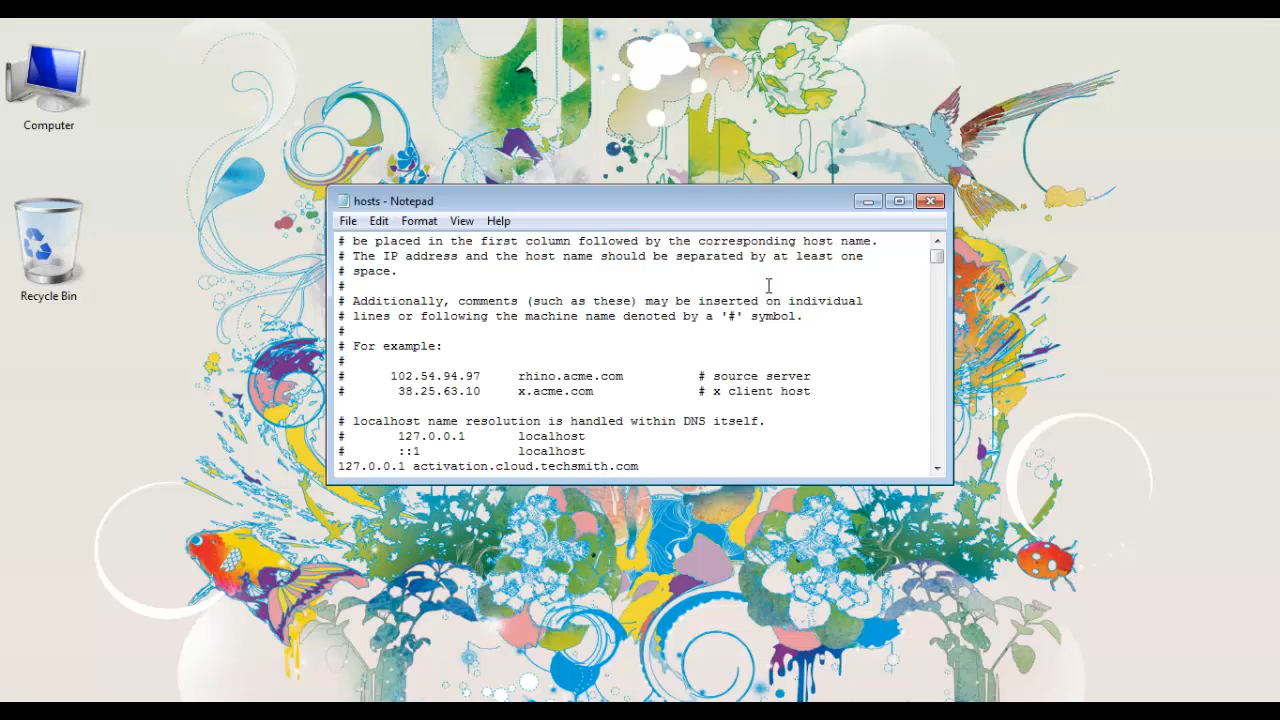 Computer
Recycle Bin
hosts - Notepad
File Edit Format View Help
# be placed in the first column followed by the corresponding host name.
# The IP address and the host name should be separated by at least one
# space.
#
# Additionally, comments (such as these) may be inserted on individual
# lines or following the machine name denoted by a '#' symbol.
#
# For example:
#
#      102.54.94.97     rhino.acme.com          # source server
#       38.25.63.10     x.acme.com              # x client host

# localhost name resolution is handled within DNS itself.
#       127.0.0.1       localhost
#       ::1             localhost
127.0.0.1 activation.cloud.techsmith.com